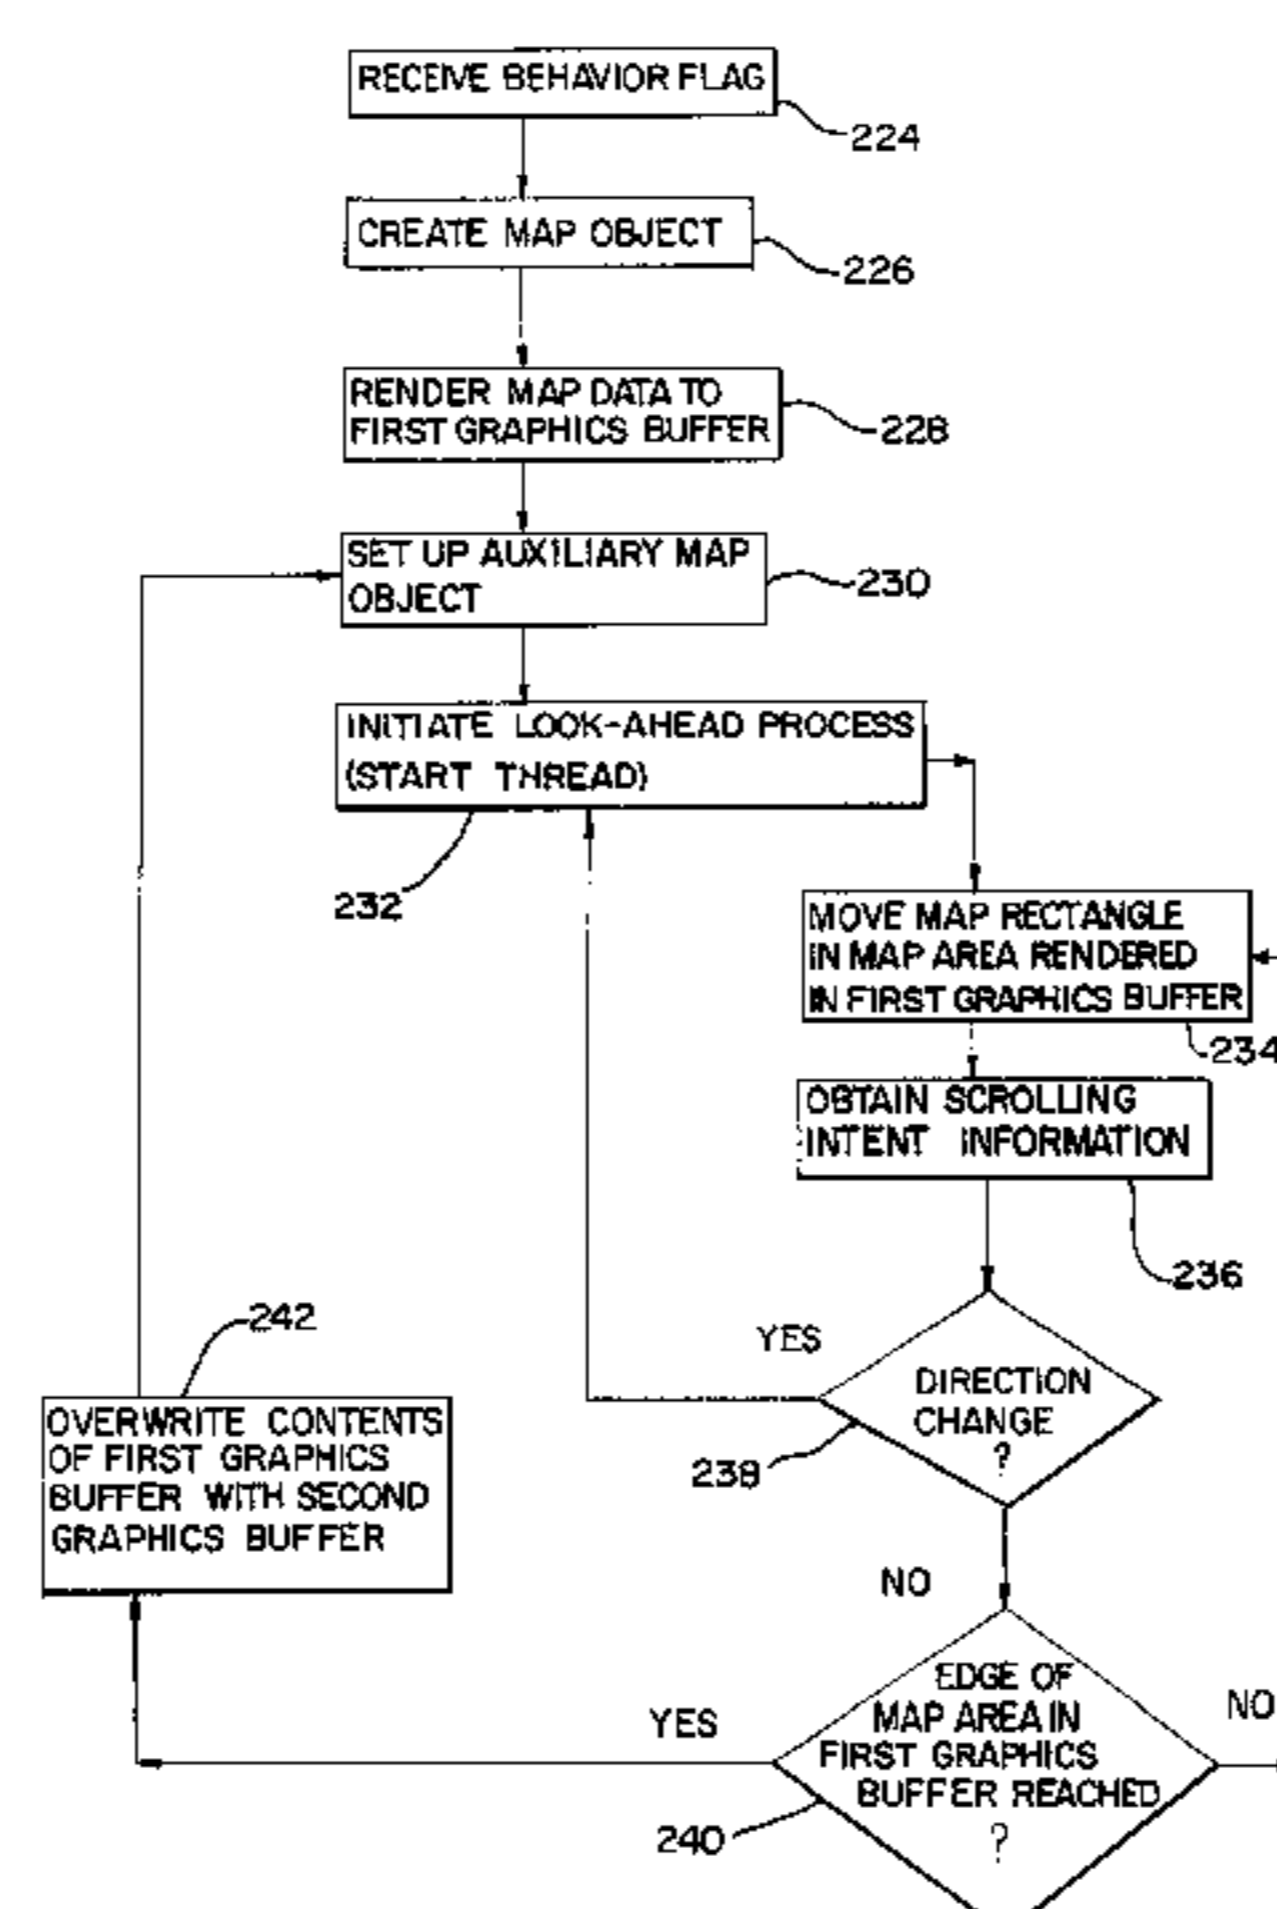 RECEIVE BEHAVIOR FLAG
224
CREATE MAP OBJECT
226
RENDER MAP DATA TO
FIRST GRAPHICS BUFFER
228
SET UP AUXILIARY MAP
OBJECT
230
INITIATE LOOK-AHEAD PROCESS
(START THREAD)
232
MOVE MAP RECTANGLE
IN MAP AREA RENDERED
IN FIRST GRAPHICS BUFFER
234
OBTAIN SCROLLING
INTENT INFORMATION
236
YES
DIRECTION
CHANGE
?
238
242
OVERWRITE CONTENTS
OF FIRST GRAPHICS
BUFFER WITH SECOND
GRAPHICS BUFFER
NO
EDGE OF
MAP AREA IN
FIRST GRAPHICS
BUFFER REACHED
?
YES
NO
240